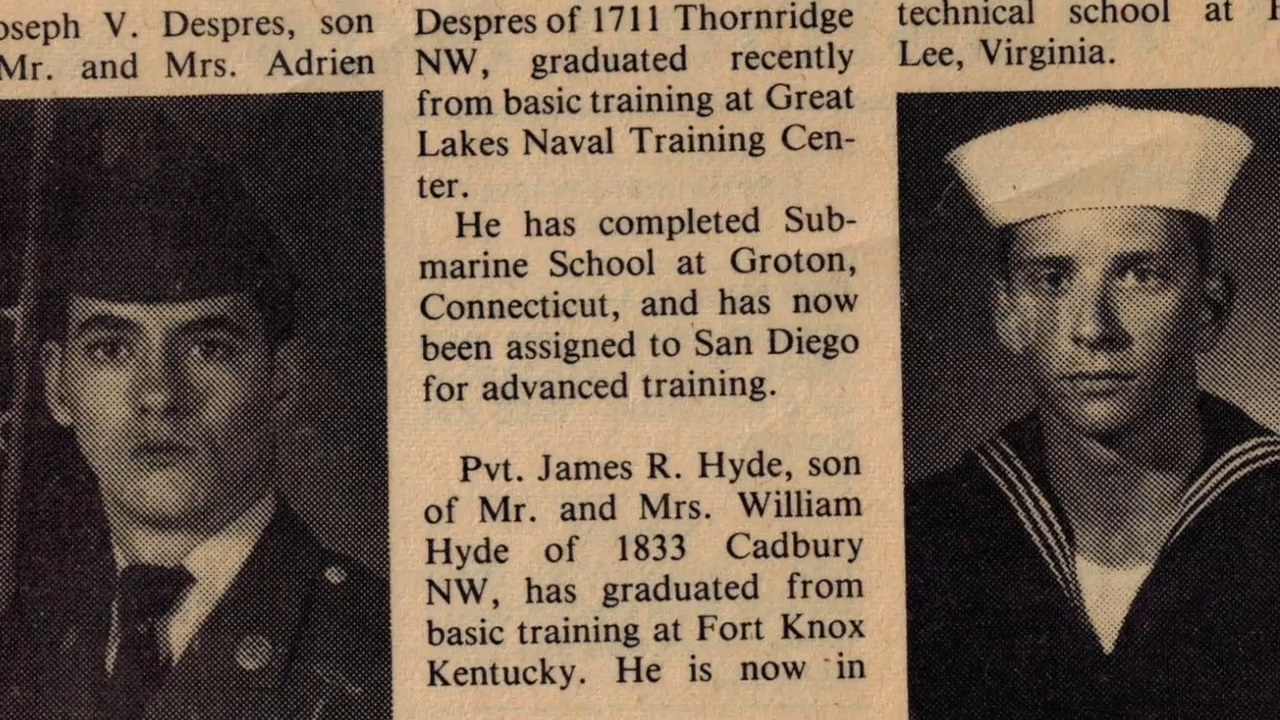 oseph V. Despres, son
Mr. and Mrs. Adrien
Despres of 1711 Thornridge
NW, graduated recently
from basic training at Great
Lakes Naval Training Cen-
ter.
He has completed Sub-
marine School at Groton,
Connecticut, and has now
been assigned to San Diego
for advanced training.
Pvt. James R. Hyde, son
of Mr. and Mrs. William
Hyde of 1833 Cadbury
NW, has graduated from
basic training at Fort Knox
Kentucky. He is now in
technical school at
Lee, Virginia.